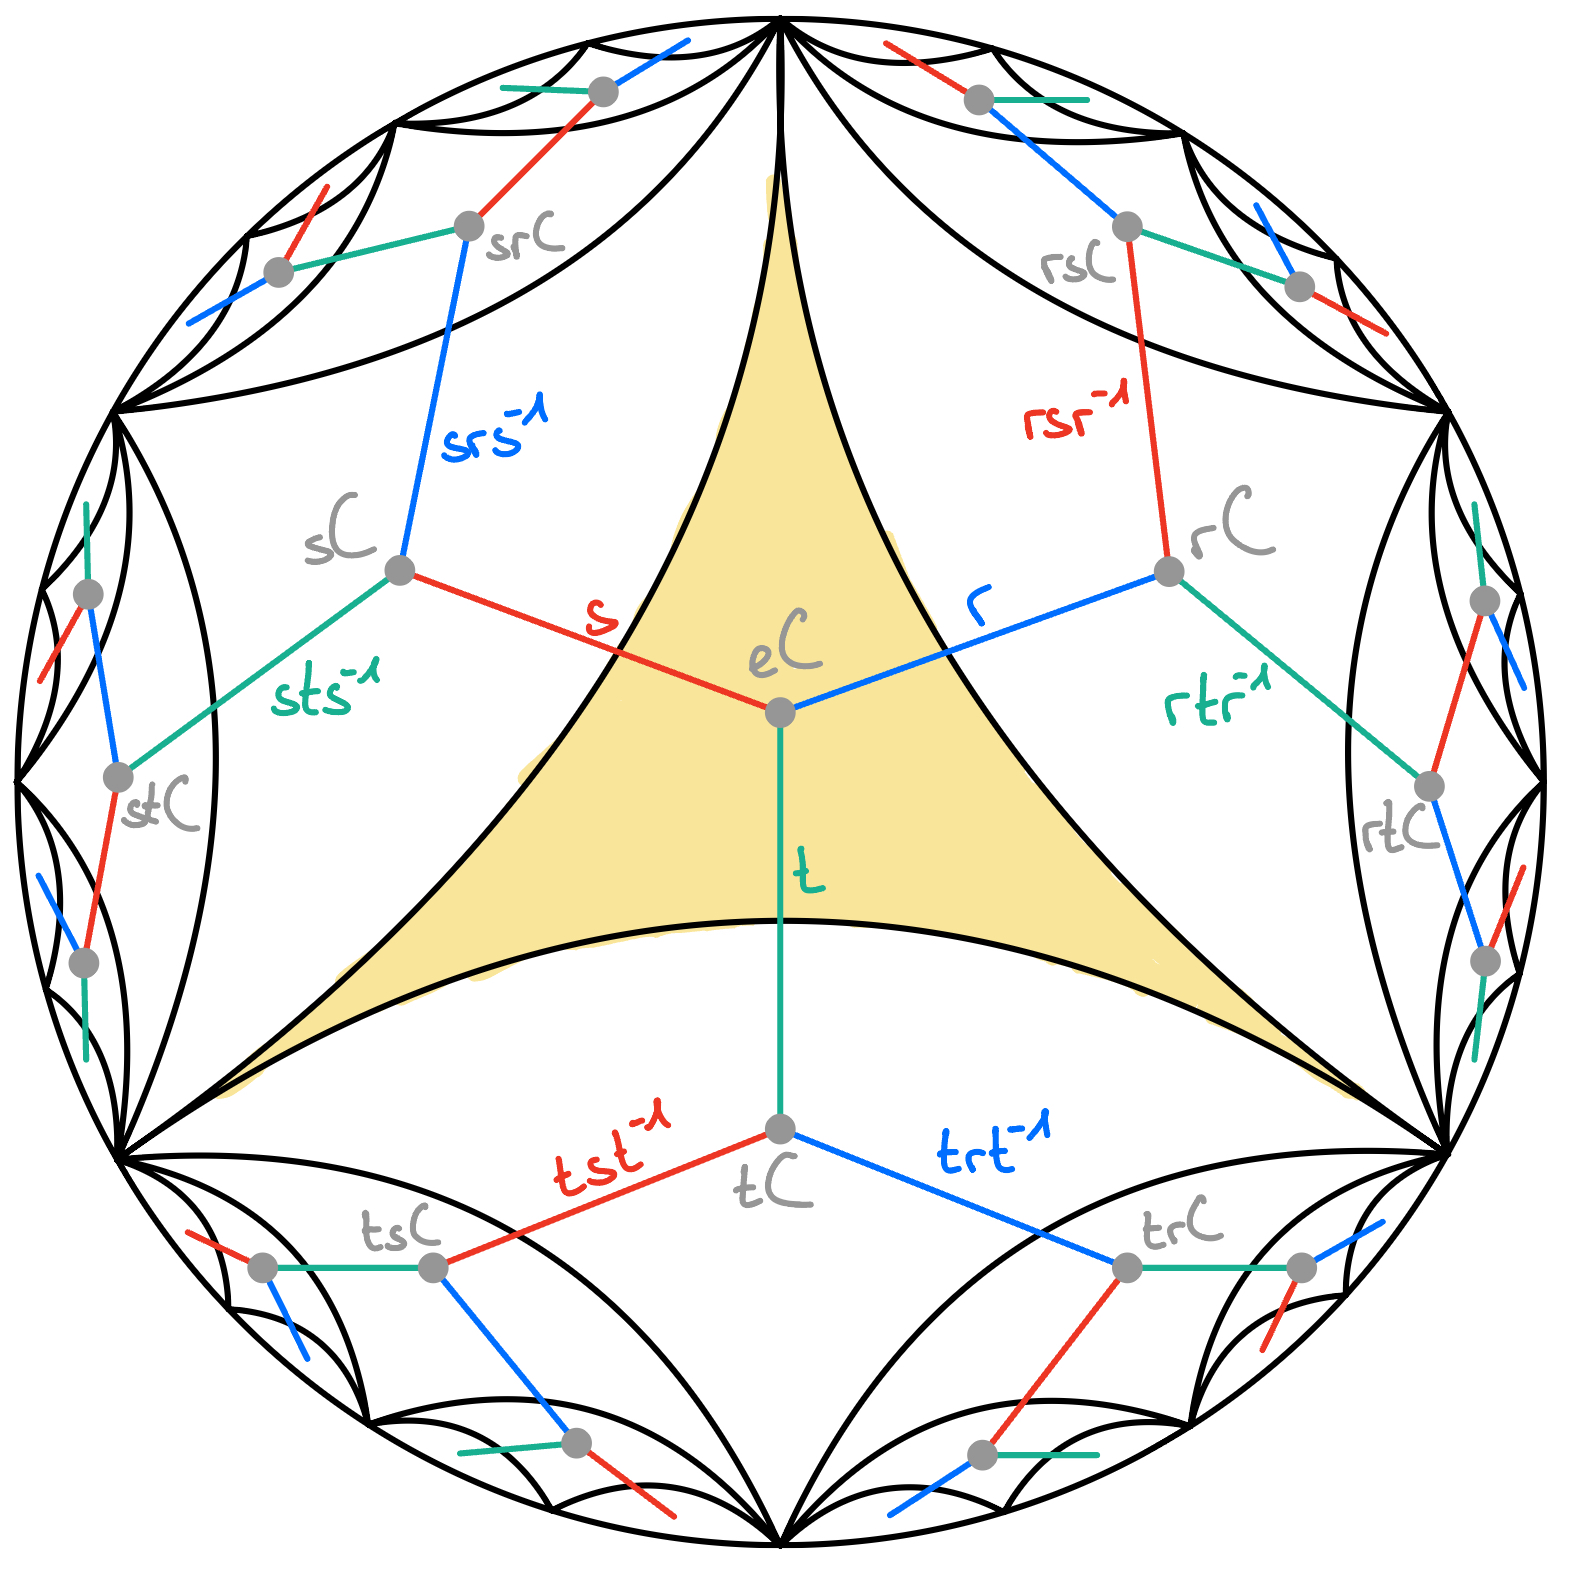 srC
rsC
srs⁻¹
rsr⁻¹
sC
rC
s
r
eC
sts⁻¹
rtr⁻¹
stC
rtC
t
tst⁻¹
trt⁻¹
tC
tsC
trC